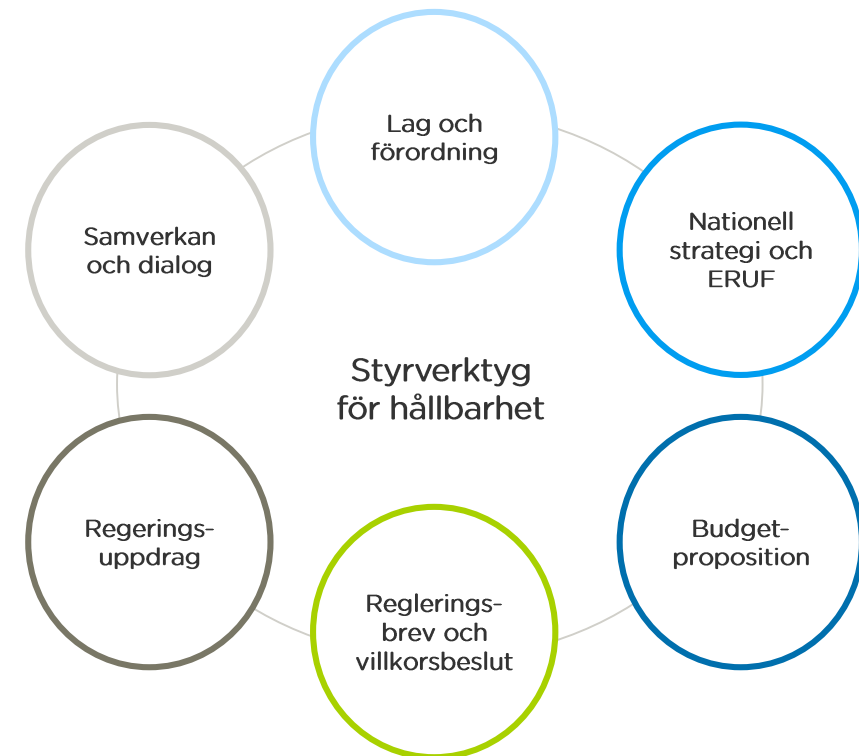 Lag och
förordning
Nationell
strategi och
ERUF
Budget-
proposition
Reglerings-
brev och
villkorsbeslut
Regerings-
uppdrag
Samverkan
och dialog
Styrverktyg
för hållbarhet